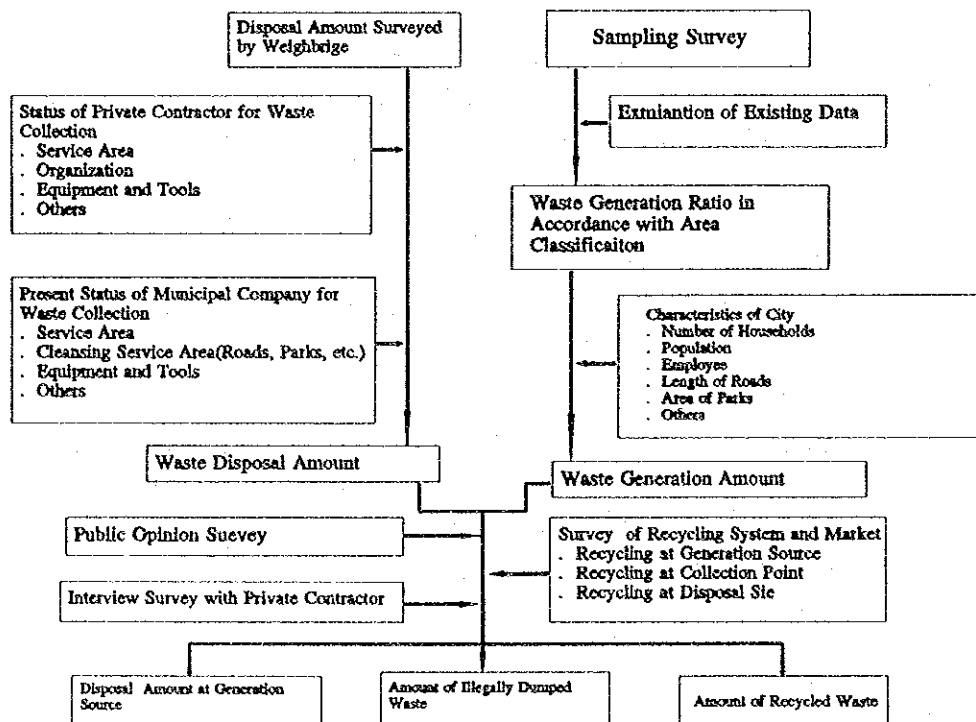 Disposal Amount Surveyed
by Weighbrige
Sampling Survey
Status of Private Contractor for Waste
Collection
. Service Area
. Organization
. Equipment and Tools
. Others
Exmiantion of Existing Data
Waste Generation Ratio in
Accordance with Area
Classificaiton
Present Status of Municipal Company for
Waste Collection
. Service Area
. Cleansing Service Area(Roads, Parks, etc.)
. Equipment and Tools
. Others
Characteristics of City
. Number of Households
. Population
. Employee
. Length of Roads
. Area of Parks
. Others
Waste Disposal Amount
Waste Generation Amount
Public Opinion Suevey
Survey of Recycling System and Market
. Recycling at Generation Source
. Recycling at Collection Point
. Recycling at Disposal Sie
Interview Survey with Private Contractor
Disposal Amount at Generation
Source
Amount of Illegally Dumped
Waste
Amount of Recycled Waste